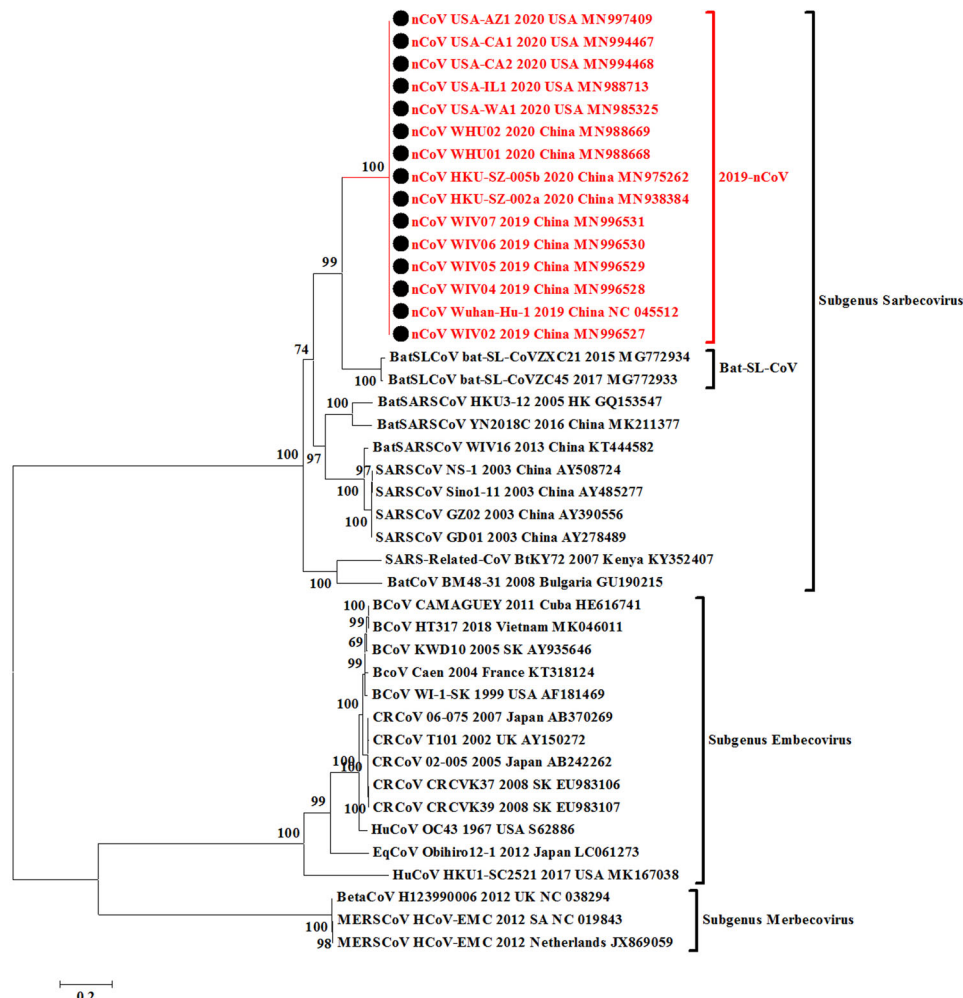 nCoV USA-AZ1 2020 USA MN997409
nCoV USA-CA1 2020 USA MN994467
nCoV USA-CA2 2020 USA MN994468
nCoV USA-IL1 2020 USA MN988713
nCoV USA-WA1 2020 USA MN985325
nCoV WHU02 2020 China MN988669
nCoV WHU01 2020 China MN988668
100
nCoV HKU-SZ-005b 2020 China MN975262
2019-nCoV
nCoV HKU-SZ-002a 2020 China MN938384
nCoV WIV07 2019 China MN996531
nCoV WIV06 2019 China MN996530
99
nCoV WIV05 2019 China MN996529
nCoV WIV04 2019 China MN996528
Subgenus Sarbecovirus
nCoV Wuhan-Hu-1 2019 China NC 045512
nCoV WIV02 2019 China MN996527
74
BatSLCoV bat-SL-CoVZXC21 2015 MG772934
Bat-SL-CoV
100
BatSLCoV bat-SL-CoVZC45 2017 MG772933
100
BatSARSCoV HKU3-12 2005 HK GQ153547
BatSARSCoV YN2018C 2016 China MK211377
100
97
BatSARSCoV WIV16 2013 China KT444582
97
SARSCoV NS-1 2003 China AY508724
100
SARSCoV Sino1-11 2003 China AY485277
SARSCoV GZ02 2003 China AY390556
100
SARSCoV GD01 2003 China AY278489
SARS-Related-CoV BtKY72 2007 Kenya KY352407
100
BatCoV BM48-31 2008 Bulgaria GU190215
100
BCoV CAMAGUEY 2011 Cuba HE616741
99
BCoV HT317 2018 Vietnam MK046011
69
BCoV KWD10 2005 SK AY935646
99
BcoV Caen 2004 France KT318124
BCoV WI-1-SK 1999 USA AF181469
100
CRCoV 06-075 2007 Japan AB370269
CRCoV T101 2002 UK AY150272
Subgenus Embecovirus
100
100
CRCoV 02-005 2005 Japan AB242262
CRCoV CRCVK37 2008 SK EU983106
99
100
CRCoV CRCVK39 2008 SK EU983107
HuCoV OC43 1967 USA S62886
100
EqCoV Obihiro12-1 2012 Japan LC061273
HuCoV HKU1-SC2521 2017 USA MK167038
BetaCoV H123990006 2012 UK NC 038294
100
MERSCoV HCoV-EMC 2012 SA NC 019843
Subgenus Merbecovirus
98
MERSCoV HCoV-EMC 2012 Netherlands JX869059
0.2